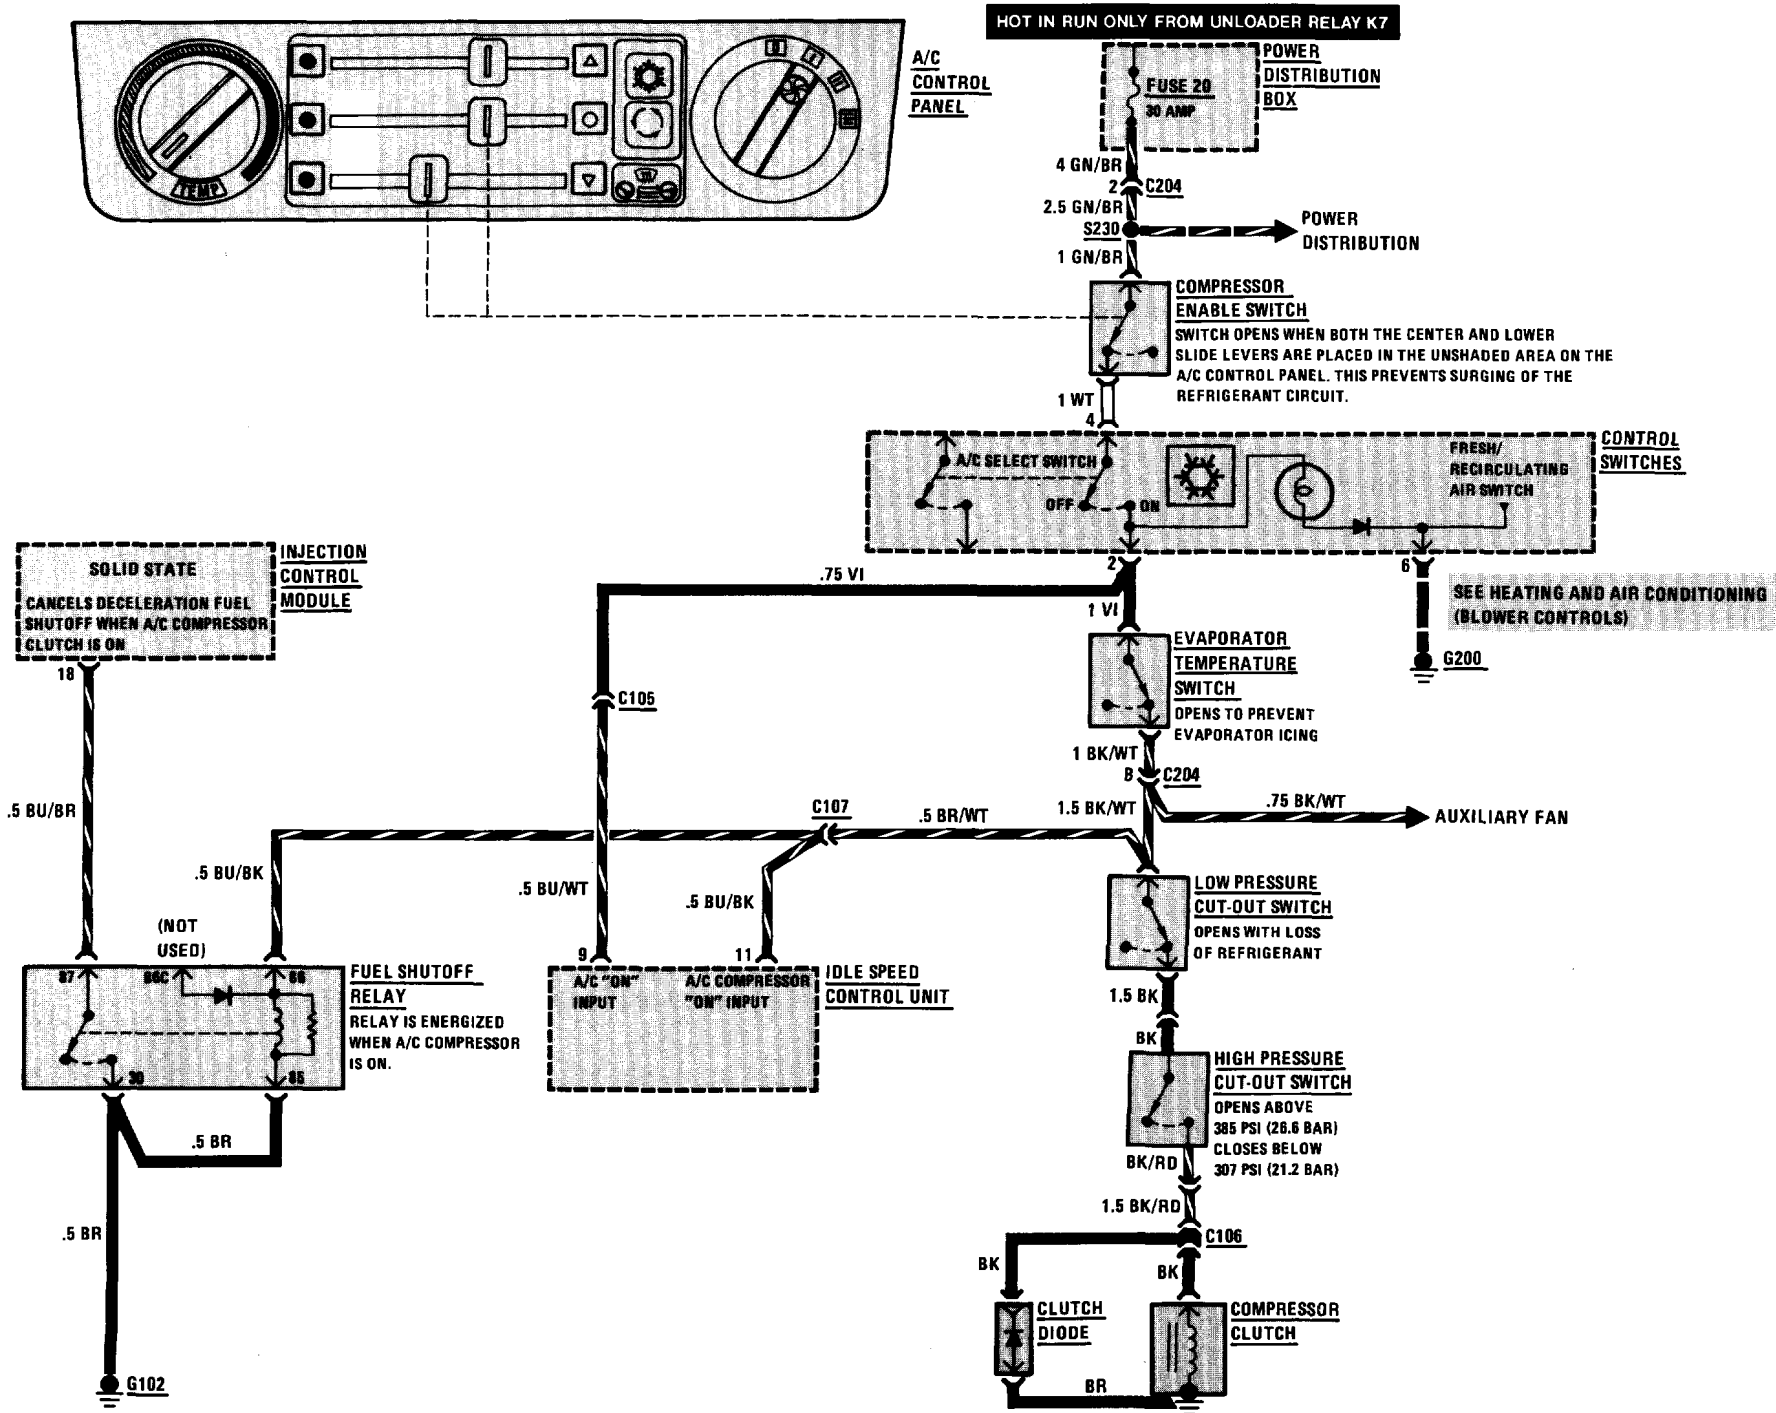 HOT IN RUN ONLY FROM UNLOADER RELAY K7
A/C
CONTROL
PANEL
TEMP
0
POWER
DISTRIBUTION
BOX
FUSE 20
30 AMP
4 GN/BR
2
C204
2.5 GN/BR
S230
POWER
DISTRIBUTION
1 GN/BR
COMPRESSOR
ENABLE SWITCH
SWITCH OPENS WHEN BOTH THE CENTER AND LOWER
SLIDE LEVERS ARE PLACED IN THE UNSHADED AREA ON THE
A/C CONTROL PANEL. THIS PREVENTS SURGING OF THE
REFRIGERANT CIRCUIT.
1 WT
4
CONTROL
SWITCHES
A/C SELECT SWITCH
OFF
ON
FRESH/
RECIRCULATING
AIR SWITCH
2
6
.75 VI
1 VI
SEE HEATING AND AIR CONDITIONING
(BLOWER CONTROLS)
G200
INJECTION
CONTROL
MODULE
SOLID STATE
CANCELS DECELERATION FUEL
SHUTOFF WHEN A/C COMPRESSOR
CLUTCH IS ON
18
EVAPORATOR
TEMPERATURE
SWITCH
OPENS TO PREVENT
EVAPORATOR ICING
C105
1 BK/WT
B
C204
.5 BU/BR
C107
.5 BR/WT
1.5 BK/WT
.75 BK/WT
AUXILIARY FAN
.5 BU/BK
.5 BU/WT
.5 BU/BK
(NOT
USED)
LOW PRESSURE
CUT-OUT SWITCH
OPENS WITH LOSS
OF REFRIGERANT
9
11
87
86C
86
FUEL SHUTOFF
RELAY
RELAY IS ENERGIZED
WHEN A/C COMPRESSOR
IS ON.
30
85
A/C "ON"
INPUT
A/C COMPRESSOR
"ON" INPUT
IDLE SPEED
CONTROL UNIT
1.5 BK
BK
HIGH PRESSURE
CUT-OUT SWITCH
OPENS ABOVE
385 PSI (26.6 BAR)
CLOSES BELOW
307 PSI (21.2 BAR)
.5 BR
BK/RD
1.5 BK/RD
.5 BR
C106
BK
BK
CLUTCH
DIODE
COMPRESSOR
CLUTCH
G102
BR